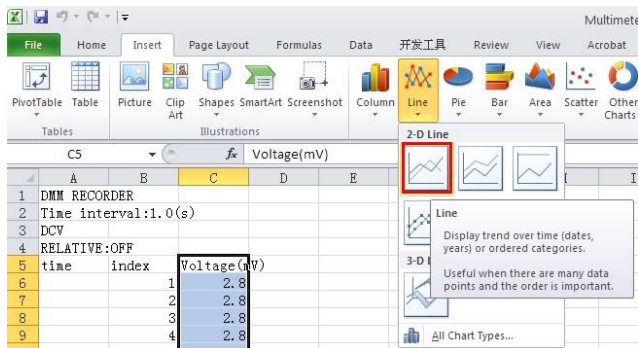 Multimete
File Home Insert Page Layout Formulas Data 开发工具 Review View Acrobat
PivotTable Table Picture Clip Art Shapes SmartArt Screenshot Column Line Pie Bar Area Scatter Other Charts
Tables Illustrations
2-D Line
C5 fx Voltage(mV)
A B C D E I
1 DMM RECORDER
2 Time interval:1.0(s)
3 DCV
4 RELATIVE:OFF
5 time index Voltage(mV)
6 1 2.8
7 2 2.8
8 3 2.8
9 4 2.8
Line
Display trend over time (dates,
years) or ordered categories.
Useful when there are many data
points and the order is important.
3-D L
All Chart Types...